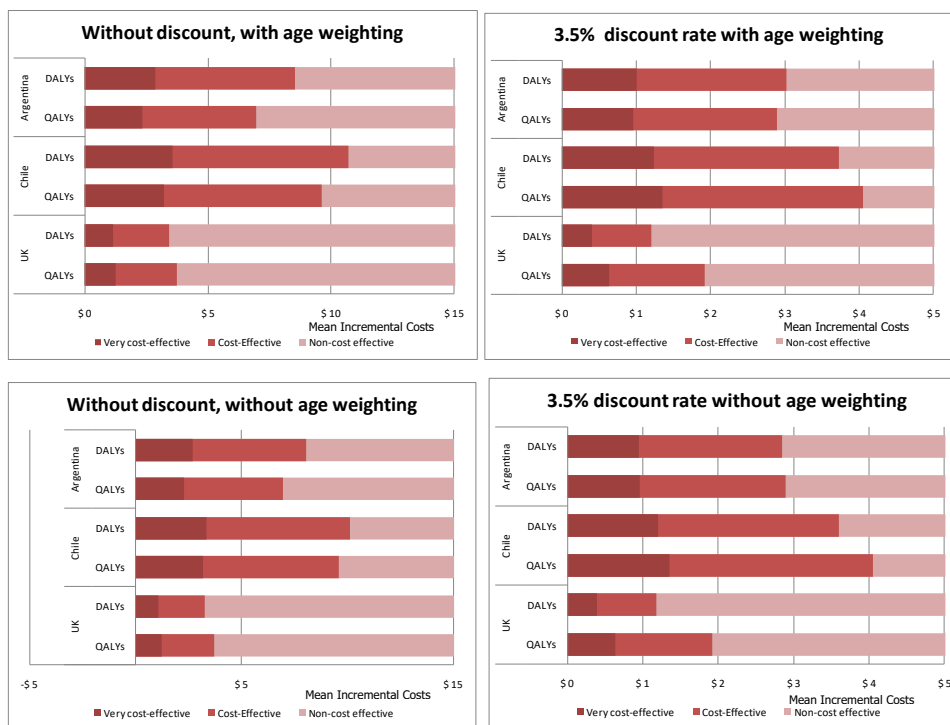 Without discount, with age weighting
Argentina
DALYs
QALYs
Chile
DALYs
QALYs
UK
DALYs
QALYs
$ 0
$ 5
$ 10
$ 15
Mean Incremental Costs
Very cost-effective
Cost-Effective
Non-cost effective
3.5% discount rate with age weighting
Argentina
DALYs
QALYs
Chile
DALYs
QALYs
UK
DALYs
QALYs
$ 0
$ 1
$ 2
$ 3
$ 4
$ 5
Mean Incremental Costs
Very cost-effective
Cost-Effective
Non-cost effective
Without discount, without age weighting
Argentina
DALYs
QALYs
Chile
DALYs
QALYs
UK
DALYs
QALYs
-$ 5
$ 5
$ 15
Mean Incremental Costs
Very cost-effective
Cost-Effective
Non-cost effective
3.5% discount rate without age weighting
Argentina
DALYs
QALYs
Chile
DALYs
QALYs
UK
DALYs
QALYs
$ 0
$ 1
$ 2
$ 3
$ 4
$ 5
Mean Incremental Costs
Very cost-effective
Cost-Effective
Non-cost effective